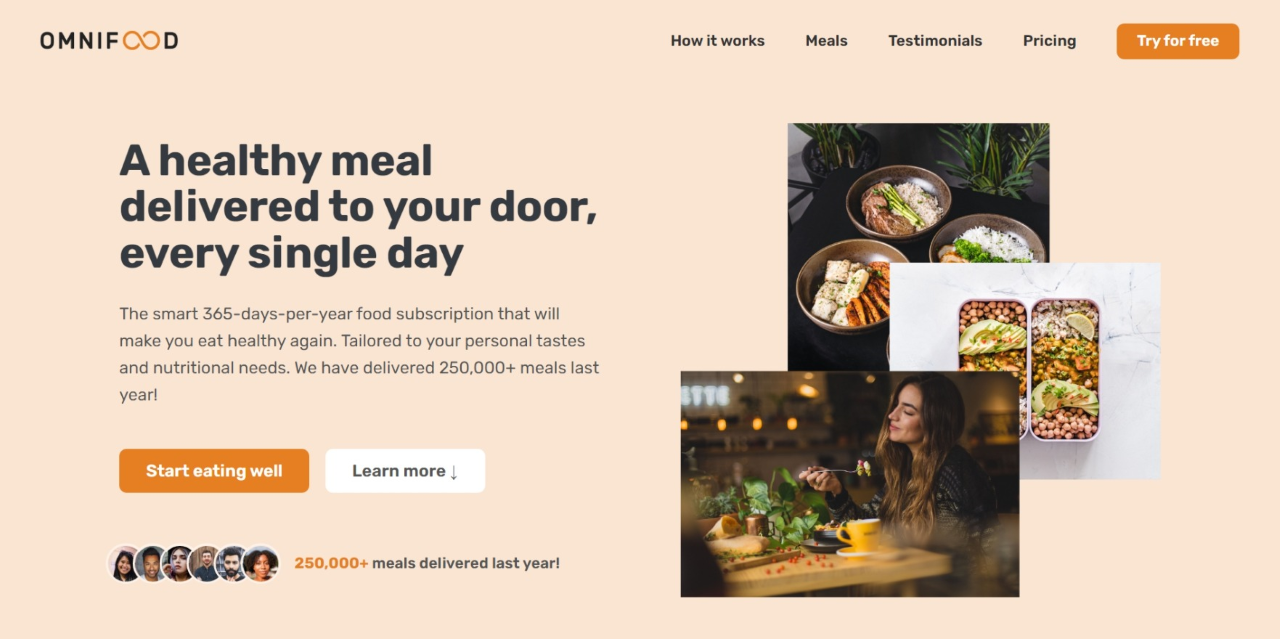 OMNIFOOD
How it works
Meals
Testimonials
Pricing
Try for free
A healthy meal
delivered to your door,
every single day
The smart 365-days-per-year food subscription that will
make you eat healthy again. Tailored to your personal tastes
and nutritional needs. We have delivered 250,000+ meals last
year!
Start eating well
Learn more ↓
250,000+ meals delivered last year!